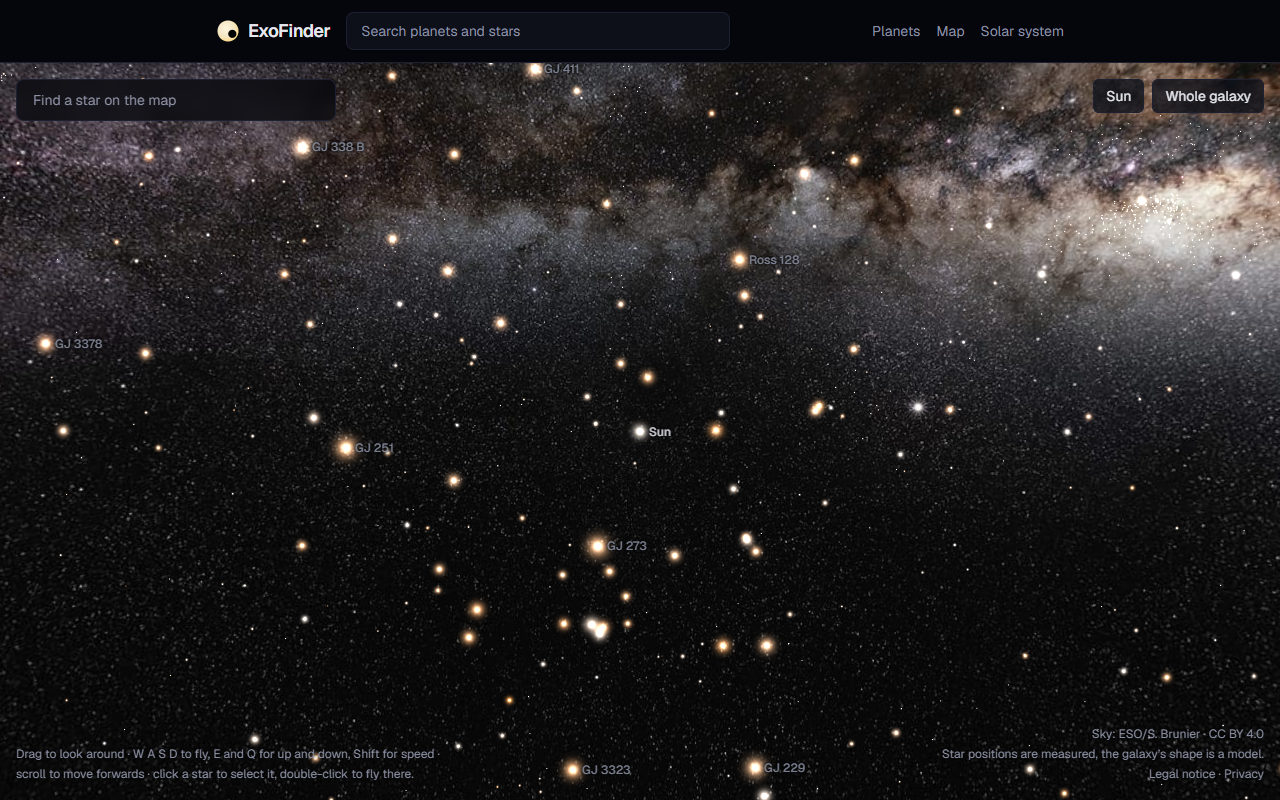 ExoFinder
Search planets and stars
Planets
Map
Solar system
Find a star on the map
Sun
Whole galaxy
GJ 411
GJ 338 B
Ross 128
GJ 3378
Sun
GJ 251
GJ 273
GJ 3323
GJ 229
Drag to look around · W A S D to fly, E and Q for up and down, Shift for speed ·
scroll to move forwards · click a star to select it, double-click to fly there.
Sky: ESO/S. Brunier · CC BY 4.0
Star positions are measured, the galaxy's shape is a model.
Legal notice · Privacy